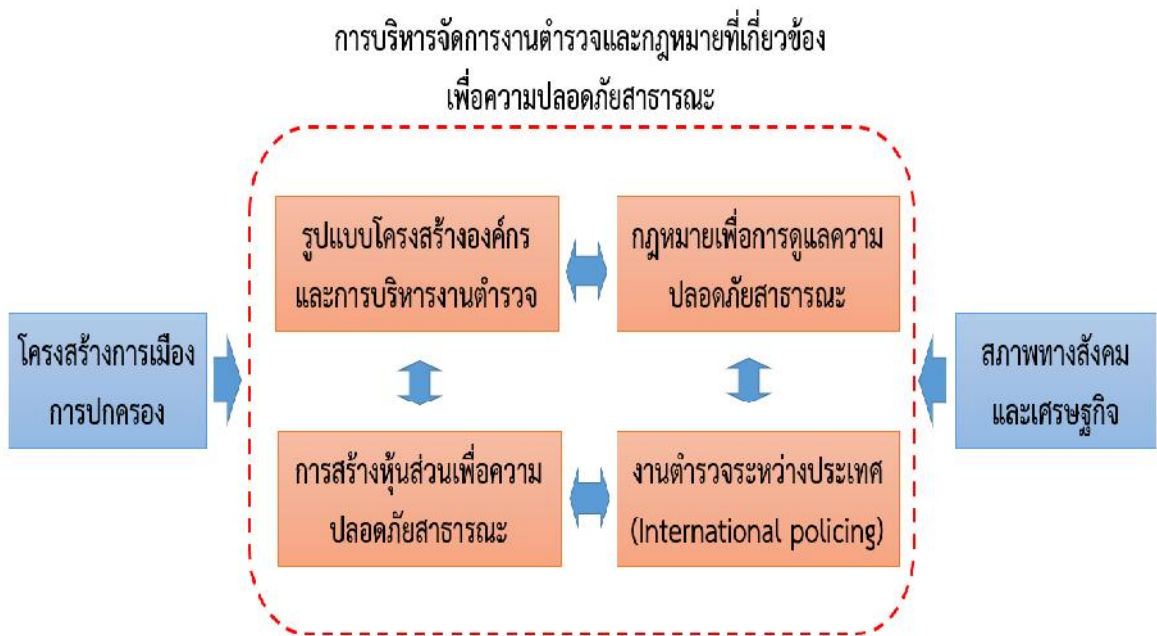 การบริหารจัดการงานตำรวจและกฎหมายที่เกี่ยวข้อง
เพื่อความปลอดภัยสาธารณะ
รูปแบบโครงสร้างองค์กร
และการบริหารงานตำรวจ
กฎหมายเพื่อการดูแลความ
ปลอดภัยสาธารณะ
โครงสร้างการเมือง
การปกครอง
สภาพทางสังคม
และเศรษฐกิจ
การสร้างหุ้นส่วนเพื่อความ
ปลอดภัยสาธารณะ
งานตำรวจระหว่างประเทศ
(International policing)